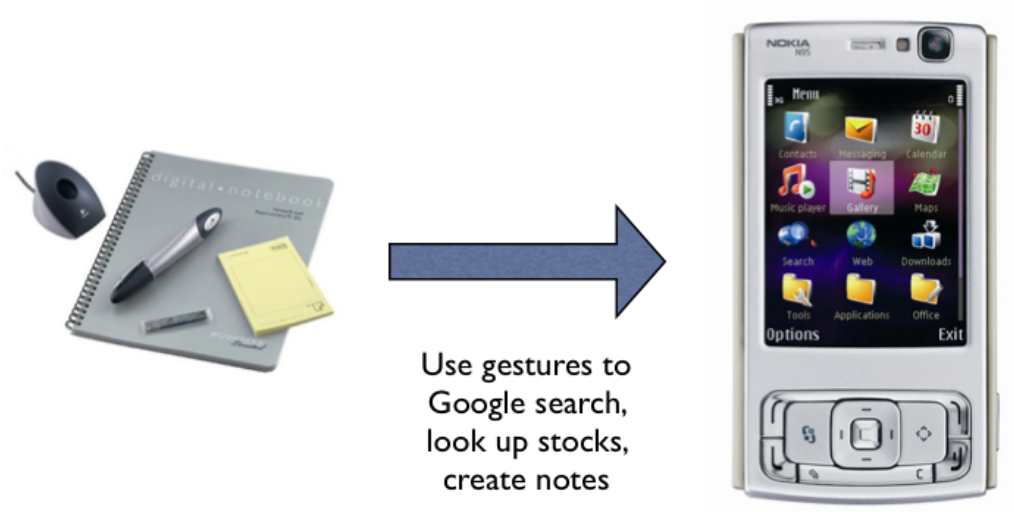 digital•notebook
Use gestures to
Google search,
look up stocks,
create notes
NOKIA
N95
Menu
Contacts Messaging Calendar
30
Music player Gallery Maps
Search Web Downloads
Tools Applications Office
Options Exit
C